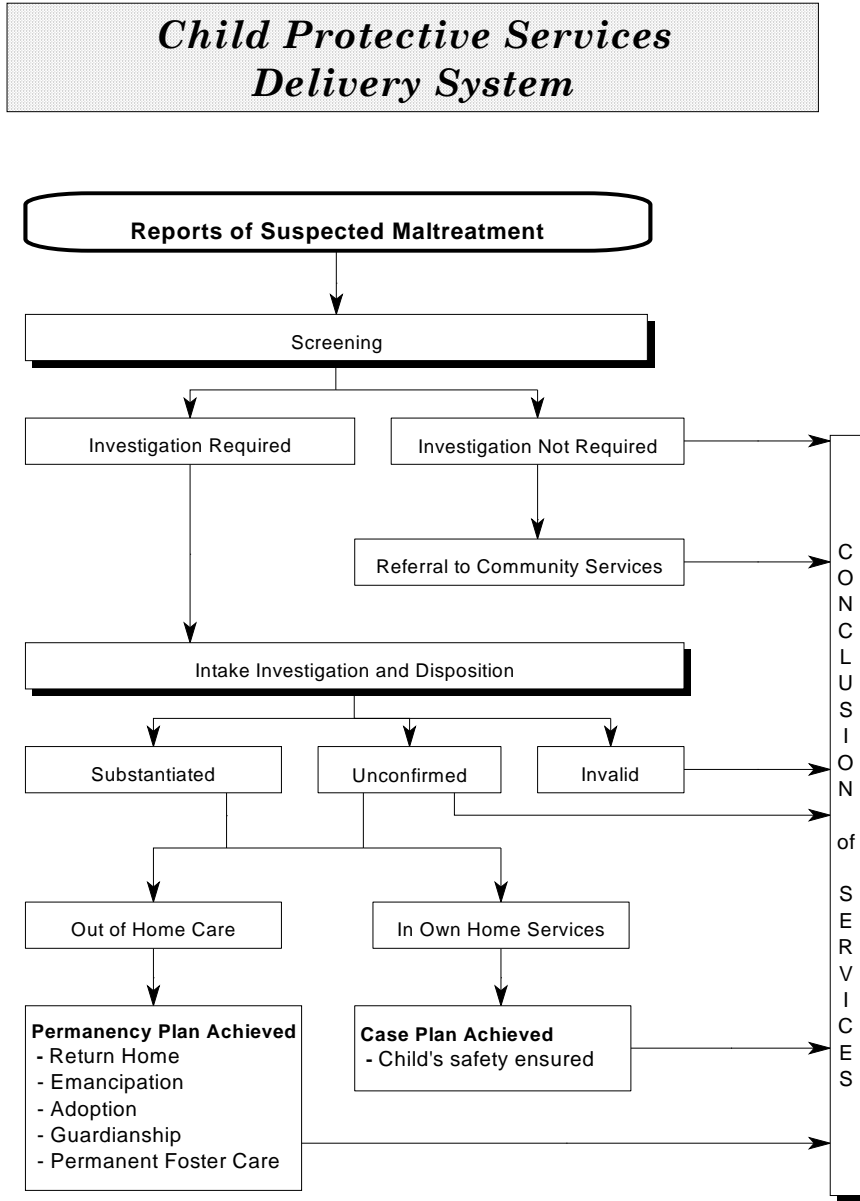 Child Protective Services
Delivery System
Reports of Suspected Maltreatment
Screening
Investigation Required
Investigation Not Required
Referral to Community Services
Intake Investigation and Disposition
Substantiated
Unconfirmed
Invalid
Out of Home Care
In Own Home Services
Permanency Plan Achieved
- Return Home
- Emancipation
- Adoption
- Guardianship
- Permanent Foster Care
Case Plan Achieved
- Child's safety ensured
CONCLUSION
of
SERVICES